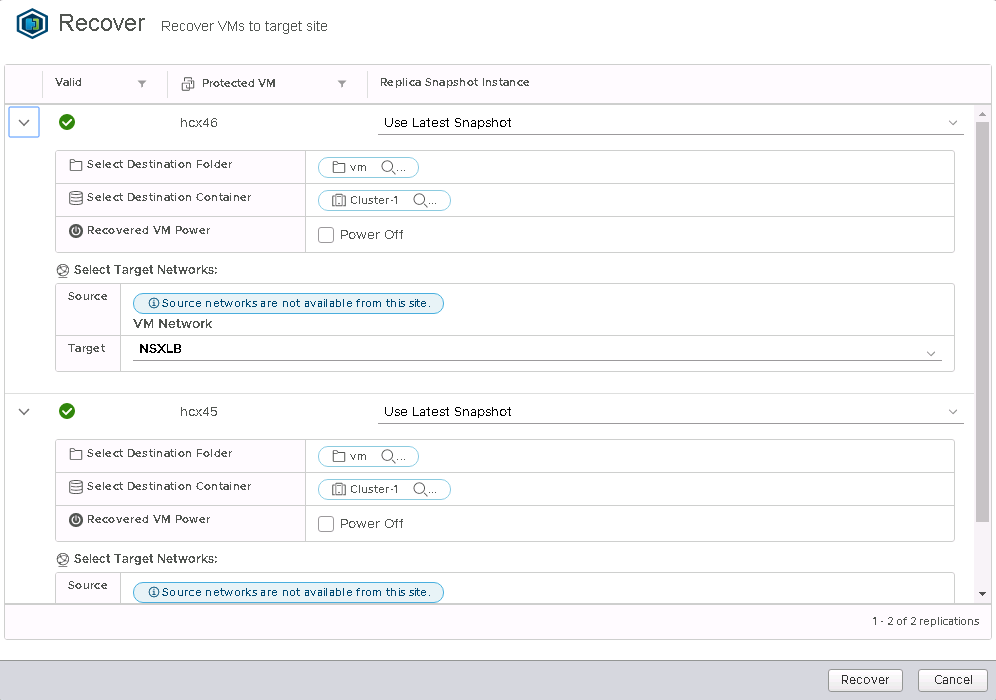 Recover Recover VMs to target site
Valid Protected VM Replica Snapshot Instance
hcx46 Use Latest Snapshot
Select Destination Folder vm ...
Select Destination Container Cluster-1 ...
Recovered VM Power Power Off
Select Target Networks:
Source Source networks are not available from this site.
VM Network
Target NSXLB
hcx45 Use Latest Snapshot
Select Destination Folder vm ...
Select Destination Container Cluster-1 ...
Recovered VM Power Power Off
Select Target Networks:
Source Source networks are not available from this site.
1 - 2 of 2 replications
Recover Cancel